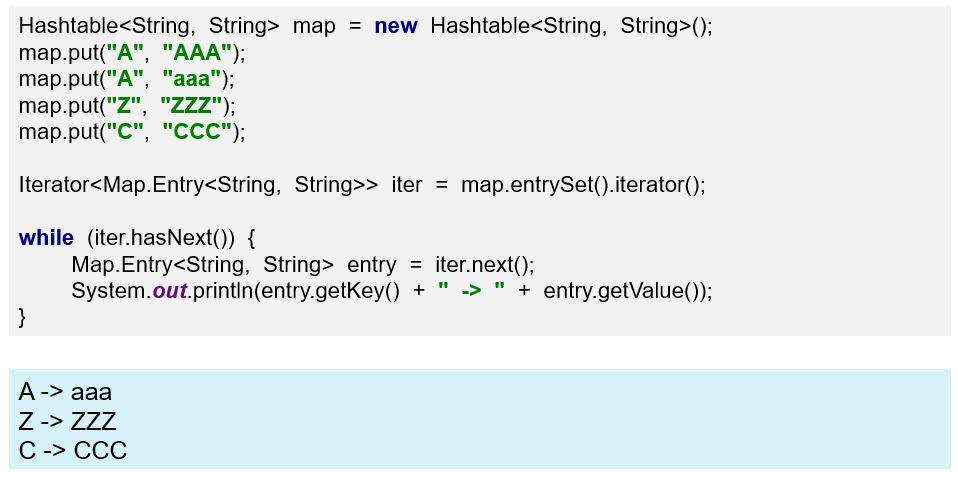 Hashtable<String, String> map = new Hashtable<String, String>();
map.put("A", "AAA");
map.put("A", "aaa");
map.put("Z", "ZZZ");
map.put("C", "CCC");
Iterator<Map.Entry<String, String>> iter = map.entrySet().iterator();
while (iter.hasNext()) {
Map.Entry<String, String> entry = iter.next();
System.out.println(entry.getKey() + " -> " + entry.getValue());
}
A -> aaa
Z -> ZZZ
C -> CCC